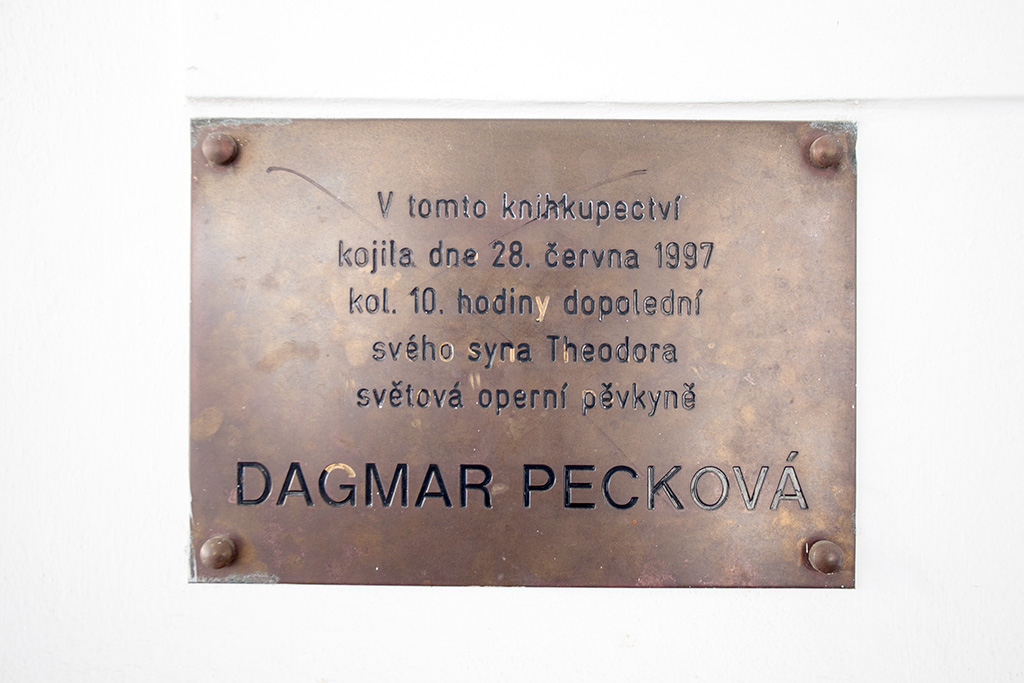 V tomto knihkupectví
kojila dne 28. června 1997
kol. 10. hodiny dopolední
svého syna Theodora
světová operní pěvkyně
DAGMAR PECKOVÁ